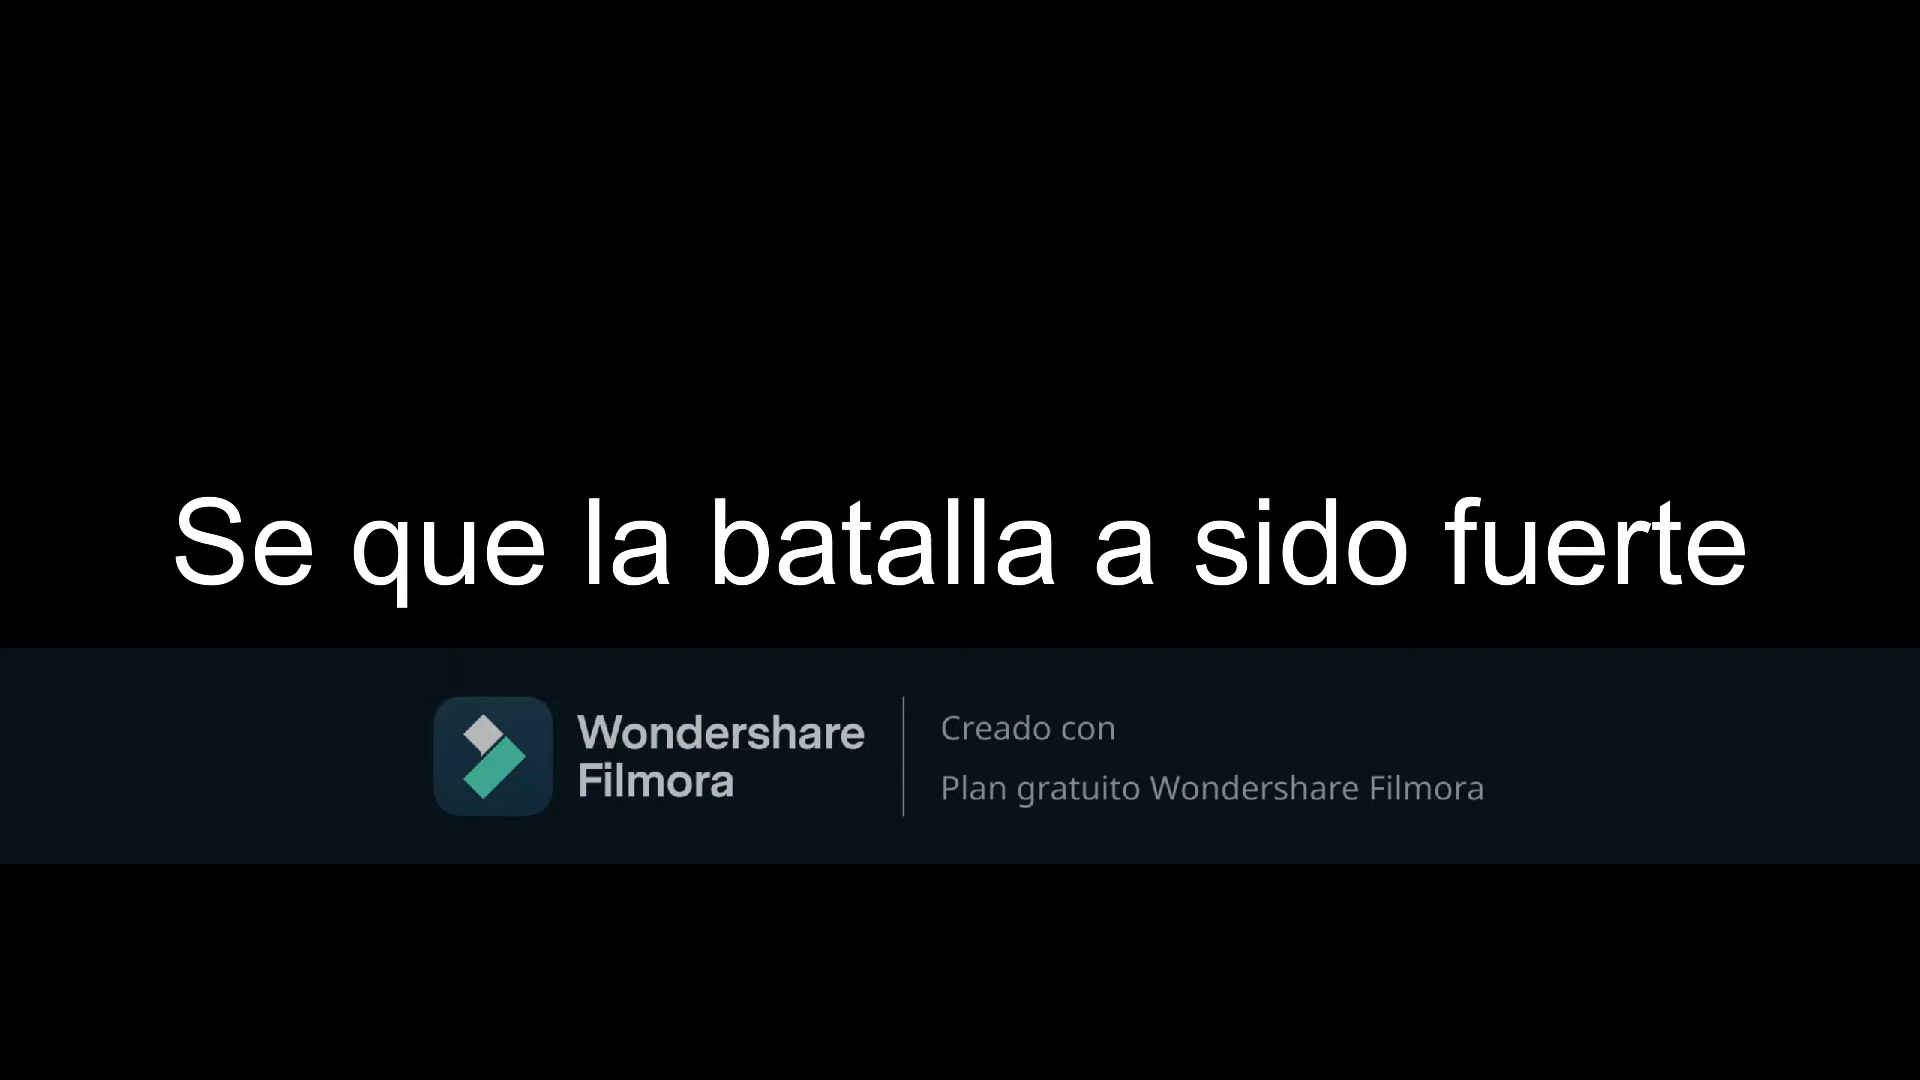 Se que la batalla a sido fuerte
Wondershare
Filmora
Creado con
Plan gratuito Wondershare Filmora